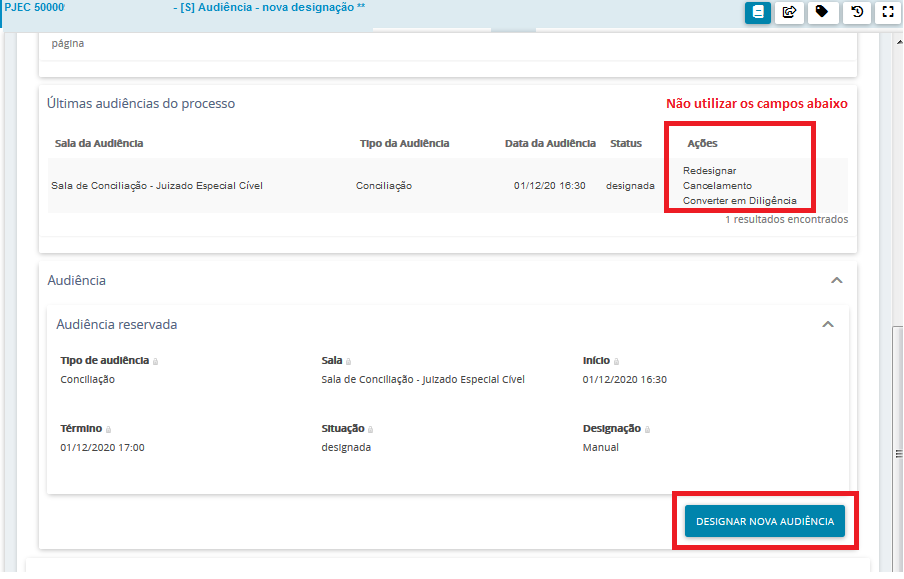 PJEC 50000 - [S] Audiência - nova designação **
página
Últimas audiências do processo
Não utilizar os campos abaixo
Sala da Audiência Tipo da Audiência Data da Audiência Status Ações
Redesignar
Sala de Conciliação - Juizado Especial Cível Conciliação 01/12/20 16:30 designada Cancelamento
Converter em Diligência
1 resultados encontrados
Audiência
Audiência reservada
Tipo de audiência Sala Início
Conciliação Sala de Conciliação - Juizado Especial Cível 01/12/2020 16:30
Término Situação Designação
01/12/2020 17:00 designada Manual
DESIGNAR NOVA AUDIÊNCIA